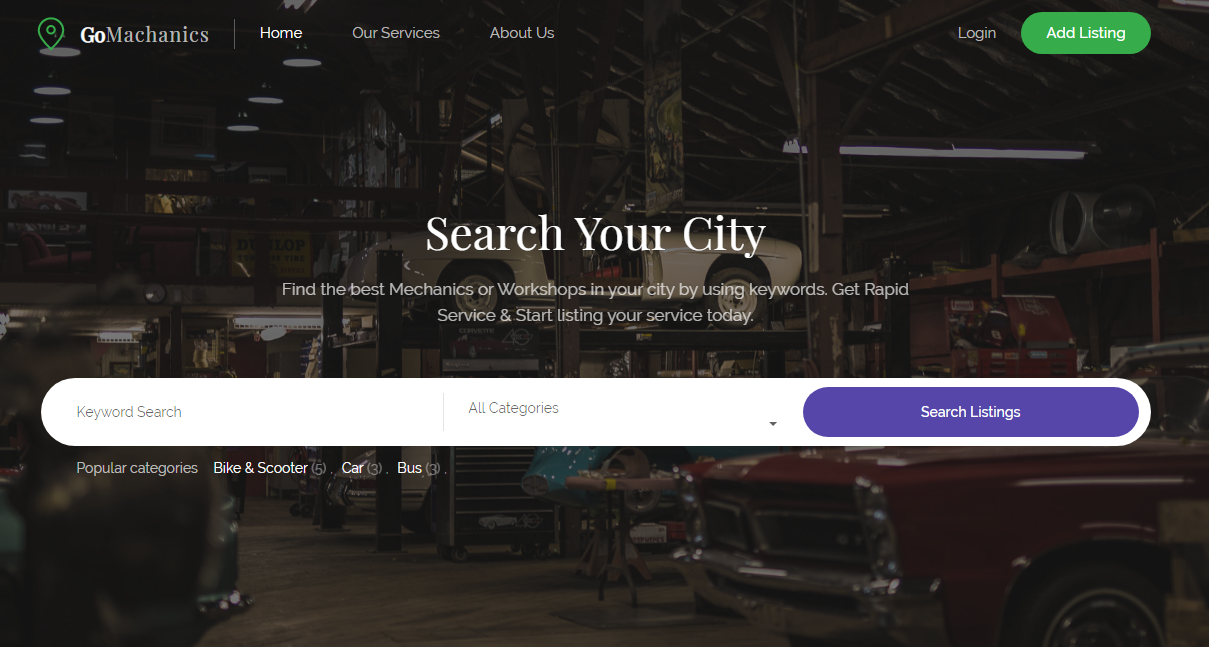 GoMachanics
Home
Our Services
About Us
Login
Add Listing
DUNLOP
Search Your City
Find the best Mechanics or Workshops in your city by using keywords. Get Rapid
Service & Start listing your service today.
CORVETTE
Keyword Search
All Categories
Search Listings
Popular categories Bike & Scooter (5) , Car (3) , Bus (3) ,